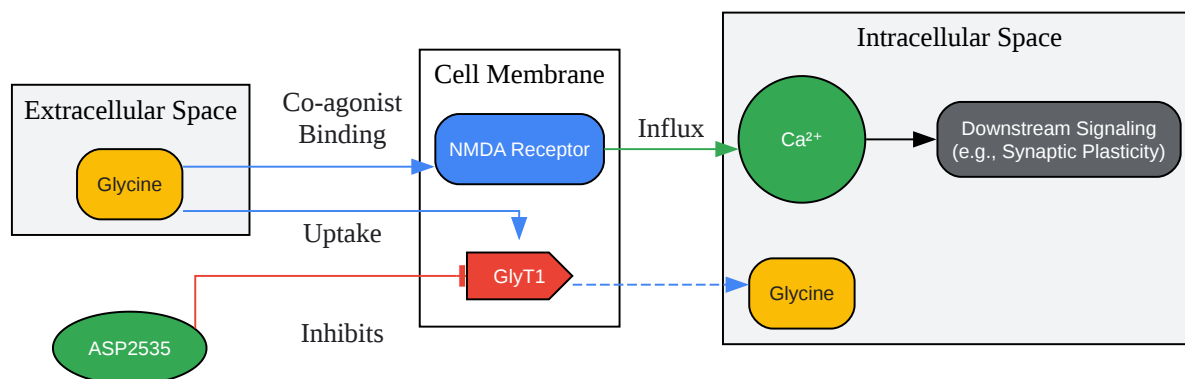 Intracellular Space
Cell Membrane
Extracellular Space
Co-agonist
Binding
Influx
Ca²⁺
Downstream Signaling
(e.g., Synaptic Plasticity)
NMDA Receptor
Glycine
Uptake
GlyT1
Glycine
Inhibits
ASP2535